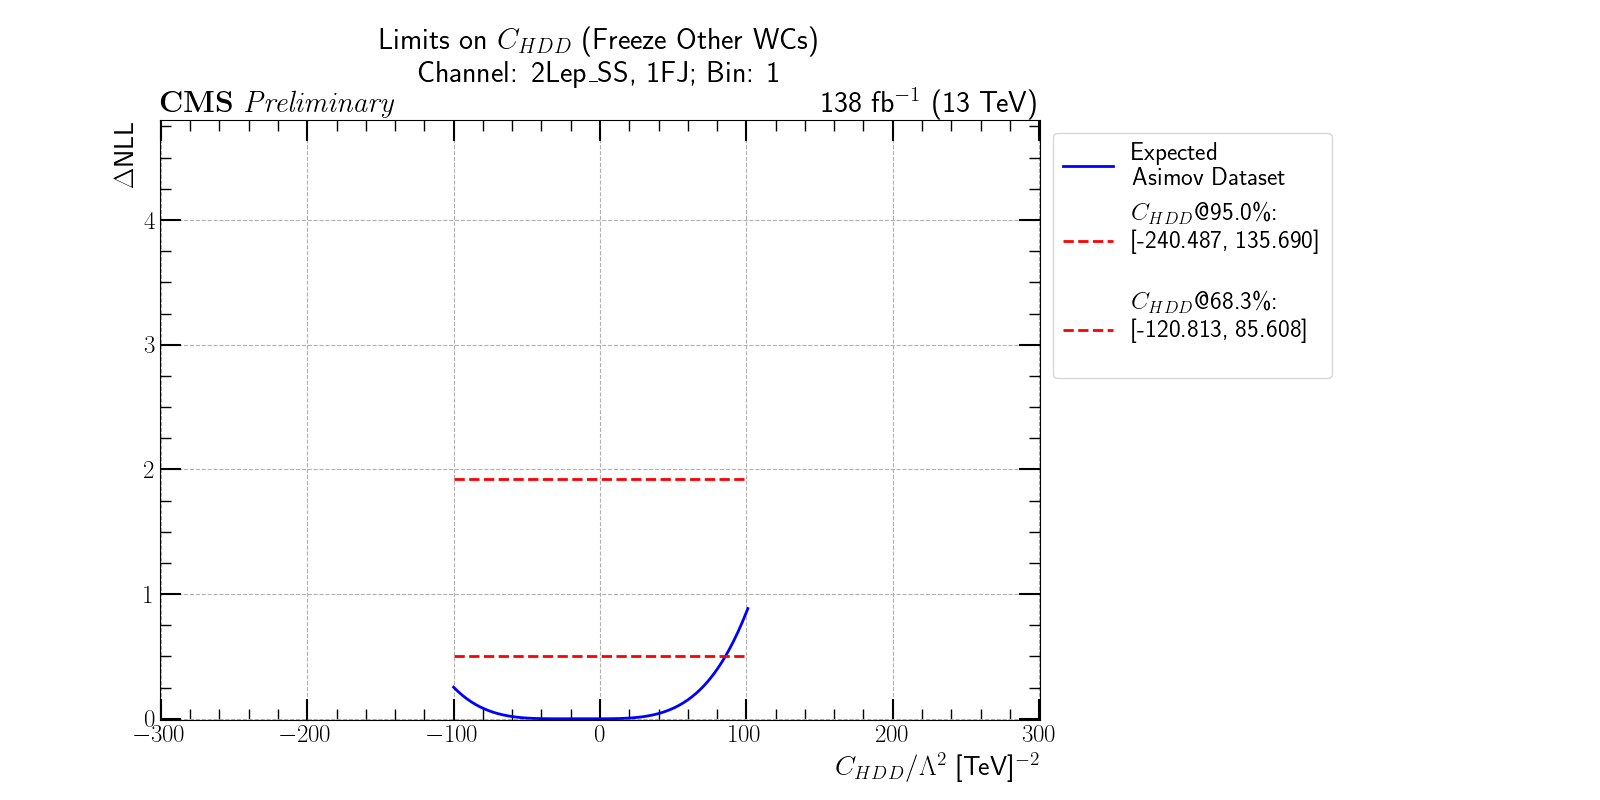 Limits on C_HDD (Freeze Other WCs)
Channel: 2Lep_SS, 1FJ; Bin: 1
CMS Preliminary
138 fb⁻¹ (13 TeV)
ΔNLL
4
3
2
1
0
−300
−200
−100
0
100
200
300
C_HDD/Λ² [TeV]⁻²
Expected
Asimov Dataset
C_HDD@95.0%:
[-240.487, 135.690]
C_HDD@68.3%:
[-120.813, 85.608]